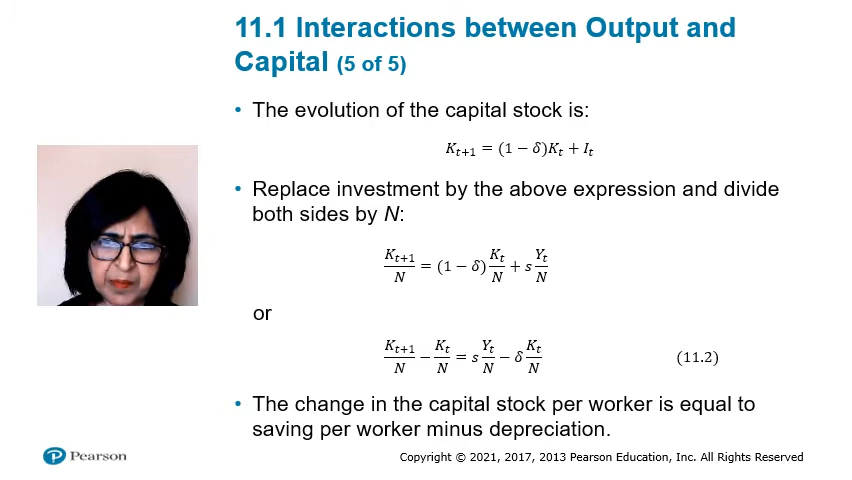 11.1 Interactions between Output and
Capital (5 of 5)
• The evolution of the capital stock is:
K_{t+1} = (1 − δ)K_t + I_t
• Replace investment by the above expression and divide
both sides by N:
K_{t+1}/N = (1 − δ) K_t/N + s Y_t/N
or
K_{t+1}/N − K_t/N = s Y_t/N − δ K_t/N (11.2)
• The change in the capital stock per worker is equal to
saving per worker minus depreciation.
P Pearson
Copyright © 2021, 2017, 2013 Pearson Education, Inc. All Rights Reserved